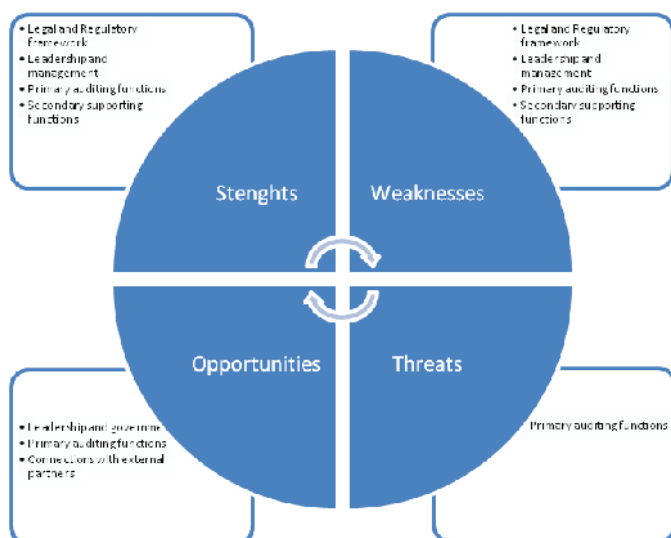 • Legal and Regulatory
framework
• Leadership and
management
• Primary auditing functions
• Secondary supporting
functions
• Legal and Regulatory
framework
• Leadership and
management
• Primary auditing functions
• Secondary supporting
functions
Stenghts
Weaknesses
Opportunities
Threats
• Leadership and
• Primary auditing functions
• Connections with external
partners
Primary auditing functions